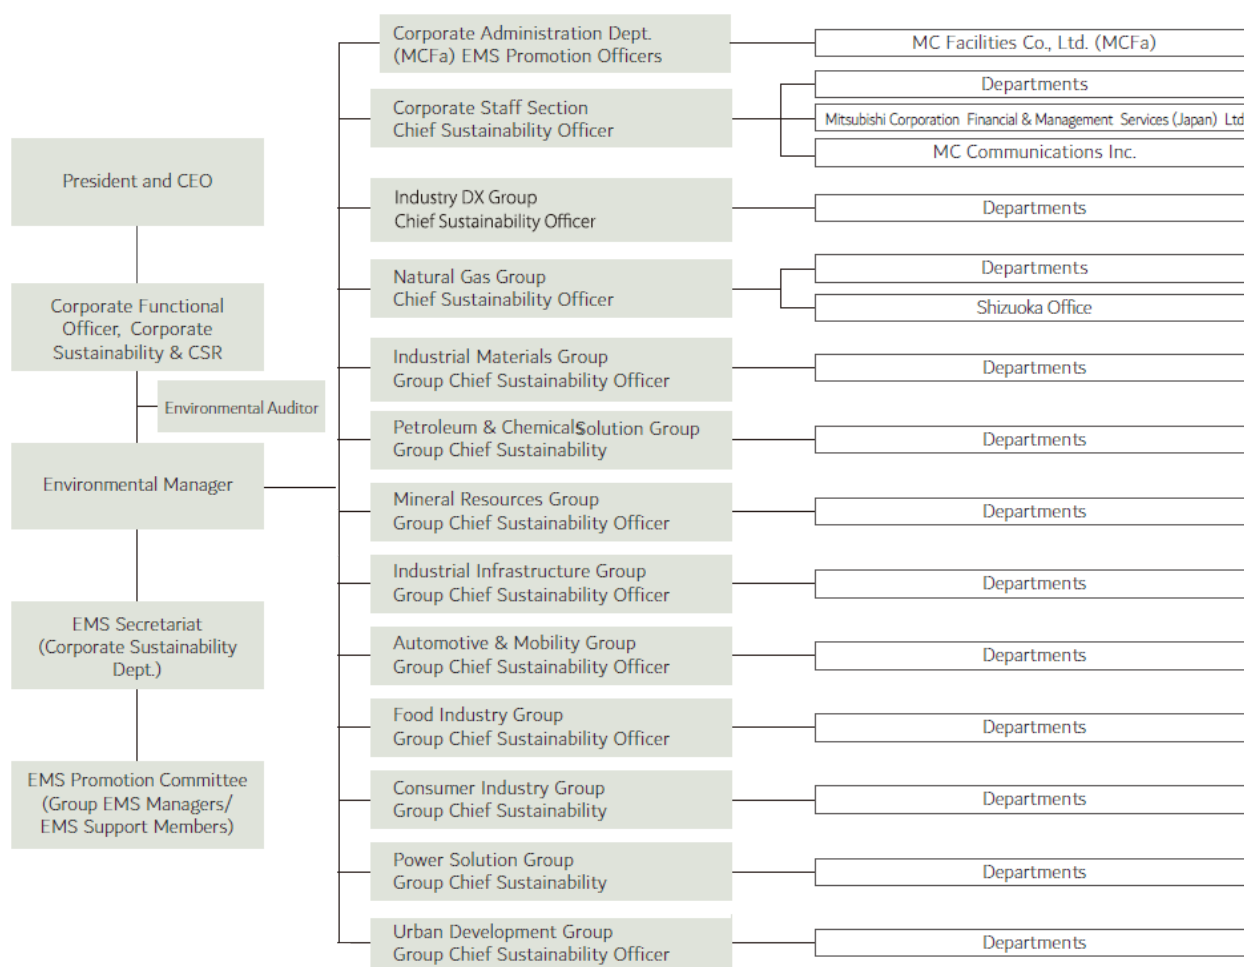 President and CEO
Corporate Functional
Officer, Corporate
Sustainability & CSR
Environmental Auditor
Environmental Manager
EMS Secretariat
(Corporate Sustainability
Dept.)
EMS Promotion Committee
(Group EMS Managers/
EMS Support Members)
Corporate Administration Dept.
(MCFa) EMS Promotion Officers
MC Facilities Co., Ltd. (MCFa)
Corporate Staff Section
Chief Sustainability Officer
Departments
Mitsubishi Corporation Financial & Management Services (Japan) Ltd
MC Communications Inc.
Industry DX Group
Chief Sustainability Officer
Departments
Natural Gas Group
Chief Sustainability Officer
Departments
Shizuoka Office
Industrial Materials Group
Group Chief Sustainability Officer
Departments
Petroleum & Chemicals Solution Group
Group Chief Sustainability
Departments
Mineral Resources Group
Group Chief Sustainability Officer
Departments
Industrial Infrastructure Group
Group Chief Sustainability Officer
Departments
Automotive & Mobility Group
Group Chief Sustainability Officer
Departments
Food Industry Group
Group Chief Sustainability Officer
Departments
Consumer Industry Group
Group Chief Sustainability
Departments
Power Solution Group
Group Chief Sustainability
Departments
Urban Development Group
Group Chief Sustainability Officer
Departments